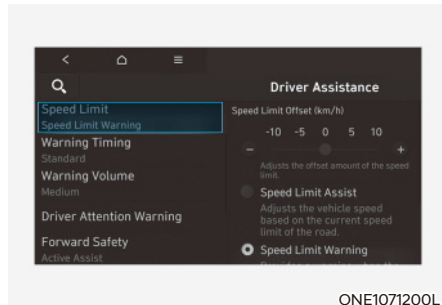 Driver Assistance
Speed Limit
Speed Limit Warning
Warning Timing
Standard
Warning Volume
Medium
Driver Attention Warning
Forward Safety
Active Assist
Speed Limit Offset (km/h)
-10 -5 0 5 10
− +
Adjusts the offset amount of the speed
limit.
Speed Limit Assist
Adjusts the vehicle speed
based on the current speed
limit of the road.
Speed Limit Warning
ONE1071200L